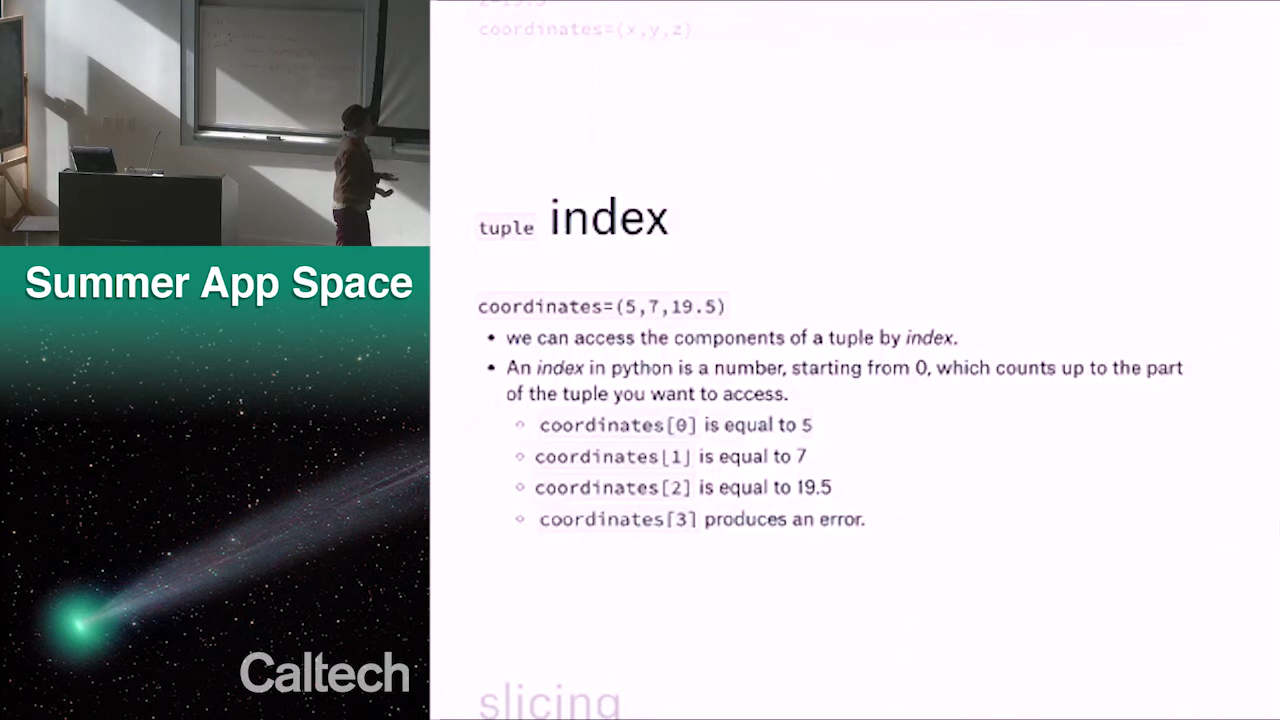 Summer App Space
Caltech
coordinates=(x,y,z)
tuple index
coordinates=(5,7,19.5)
• we can access the components of a tuple by index.
• An index in python is a number, starting from 0, which counts up to the part
of the tuple you want to access.
◦ coordinates[0] is equal to 5
◦ coordinates[1] is equal to 7
◦ coordinates[2] is equal to 19.5
◦ coordinates[3] produces an error.
slicing